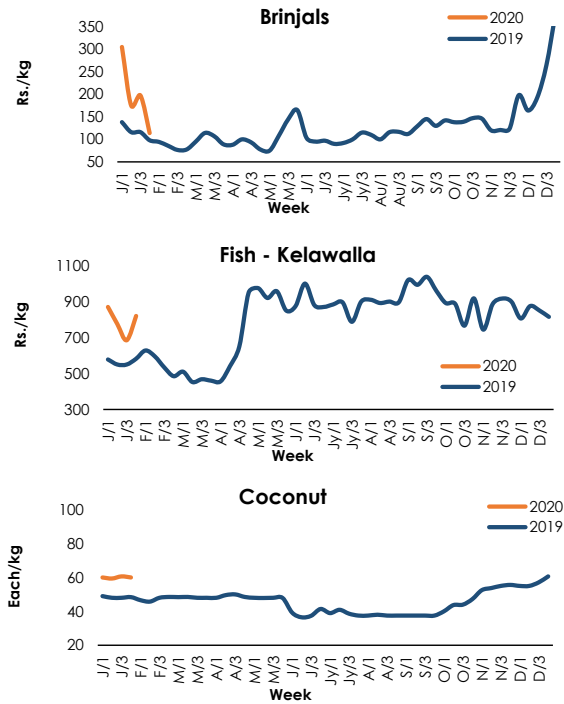 Brinjals
2020
2019
Rs./kg
350
300
250
200
150
100
50
J/1 J/3 F/1 F/3 M/1 M/3 A/1 A/3 M/1 M/3 J/1 J/3 Jy/1 Jy/3 Au/1 Au/3 S/1 S/3 O/1 O/3 N/1 N/3 D/1 D/3
Week
Fish - Kelawalla
Rs./kg
1100
900
700
500
300
2020
2019
J/1 J/3 F/1 F/3 M/1 M/3 A/1 A/3 M/1 M/3 J/1 J/3 Jy/1 Jy/3 A/1 A/3 S/1 S/3 O/1 O/3 N/1 N/3 D/1 D/3
Week
Coconut
2020
2019
Each/kg
100
80
60
40
20
J/1 J/3 F/1 F/3 M/1 M/3 A/1 A/3 M/1 M/3 J/1 J/3 Jy/1 Jy/3 A/1 A/3 S/1 S/3 O/1 O/3 N/1 N/3 D/1 D/3
Week